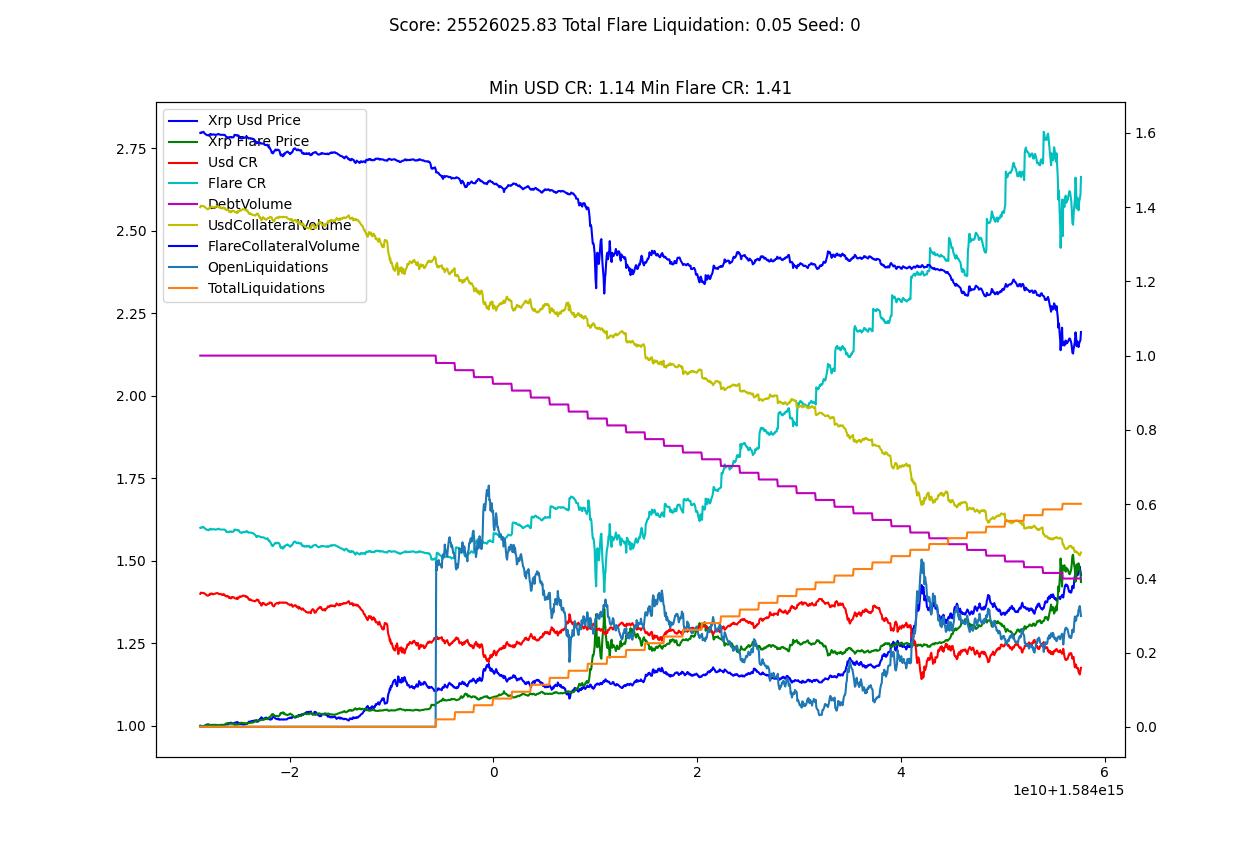 Score: 25526025.83 Total Flare Liquidation: 0.05 Seed: 0
Min USD CR: 1.14 Min Flare CR: 1.41
Xrp Usd Price
Xrp Flare Price
Usd CR
Flare CR
DebtVolume
UsdCollateralVolume
FlareCollateralVolume
OpenLiquidations
TotalLiquidations
2.75
2.50
2.25
2.00
1.75
1.50
1.25
1.00
1.6
1.4
1.2
1.0
0.8
0.6
0.4
0.2
0.0
−2
0
2
4
6
1e10+1.584e15